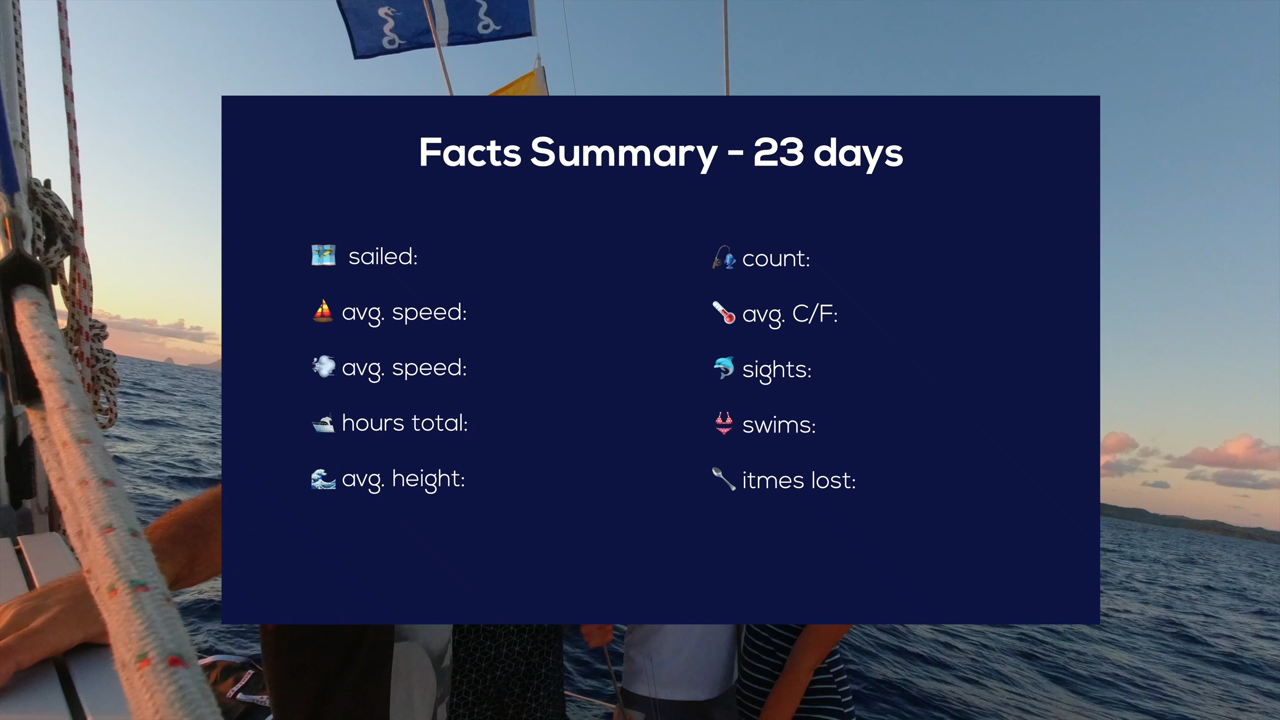 Facts Summary - 23 days
🗺️ sailed:
⛵ avg. speed:
💨 avg. speed:
🛥️ hours total:
🌊 avg. height:
🎣 count:
🌡️ avg. C/F:
🐬 sights:
👙 swims:
🥄 itmes lost: